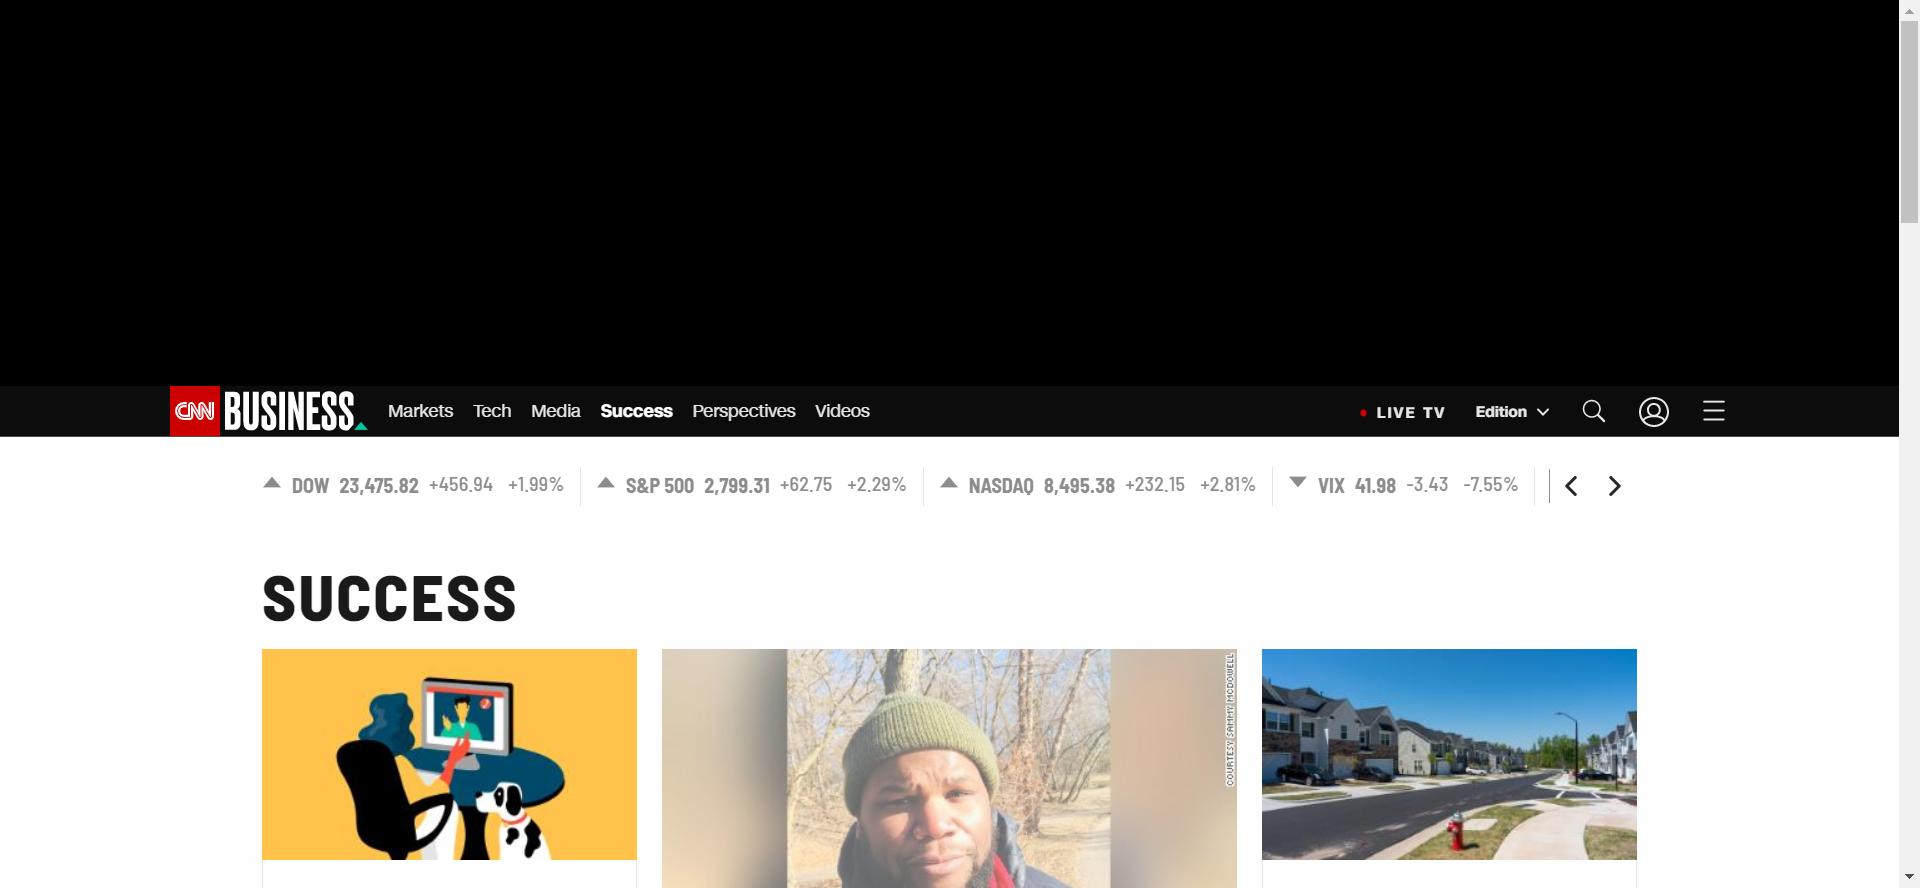 CNN BUSINESS Markets Tech Media Success Perspectives Videos LIVE TV Edition
DOW 23,475.82 +456.94 +1.99% S&P 500 2,799.31 +62.75 +2.29% NASDAQ 8,495.38 +232.15 +2.81% VIX 41.98 -3.43 -7.55%
SUCCESS
COURTESY SAMMY MCDOWELL